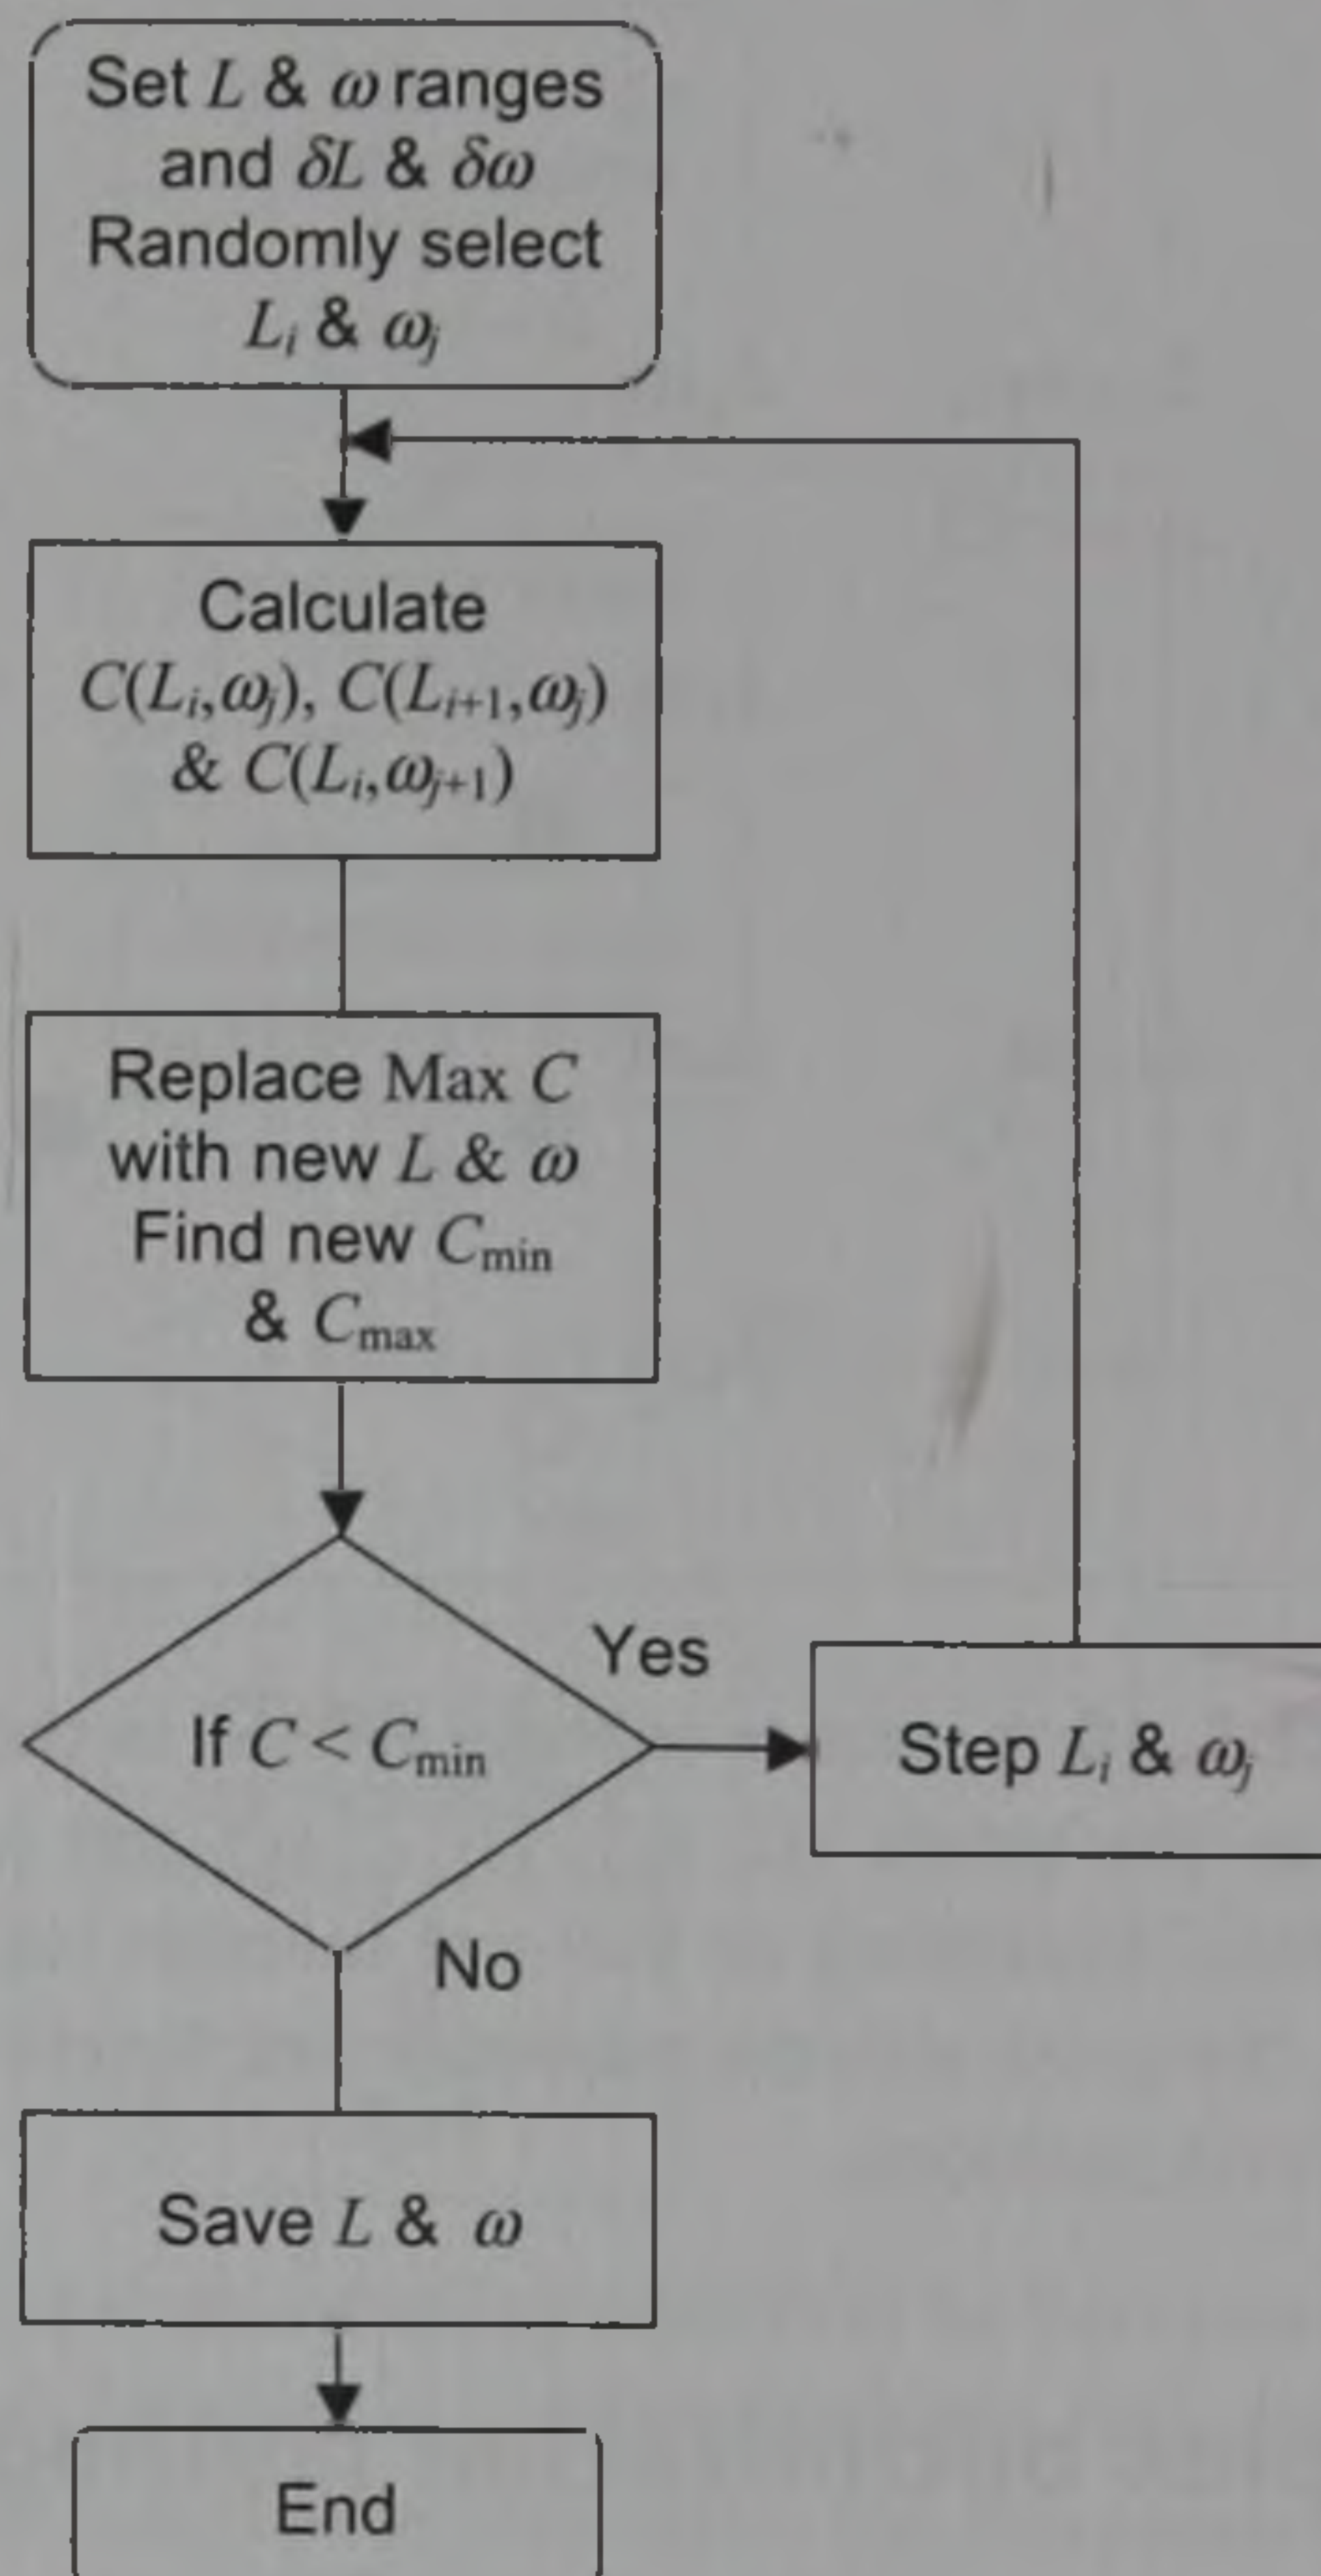 Set L & ω ranges
and δL & δω
Randomly select
Lᵢ & ωⱼ
Calculate
C(Lᵢ,ωⱼ), C(Lᵢ₊₁,ωⱼ)
& C(Lᵢ,ωⱼ₊₁)
Replace Max C
with new L & ω
Find new Cmin
& Cmax
If C < Cmin
Yes
Step Lᵢ & ωⱼ
No
Save L & ω
End